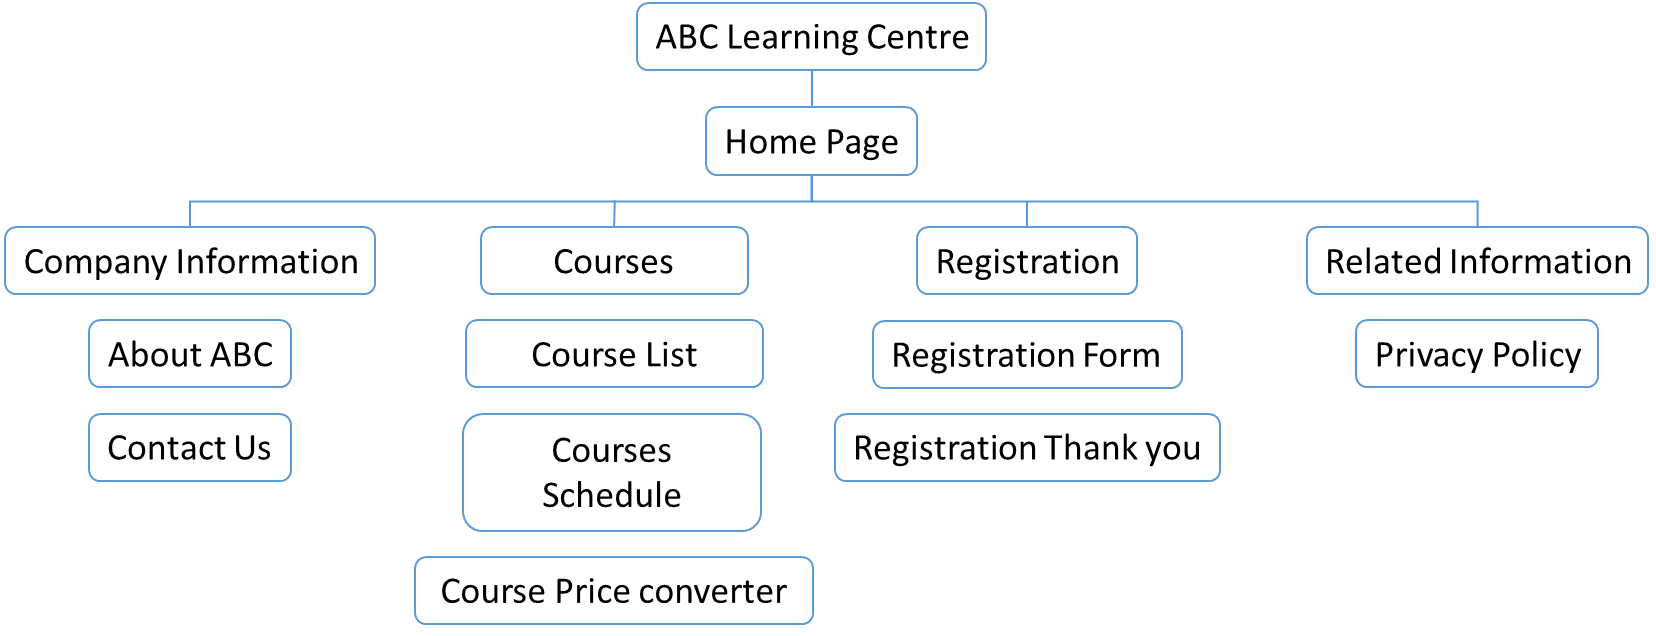 ABC Learning Centre
Home Page
Company Information
Courses
Registration
Related Information
About ABC
Course List
Registration Form
Privacy Policy
Contact Us
Courses
Schedule
Registration Thank you
Course Price converter